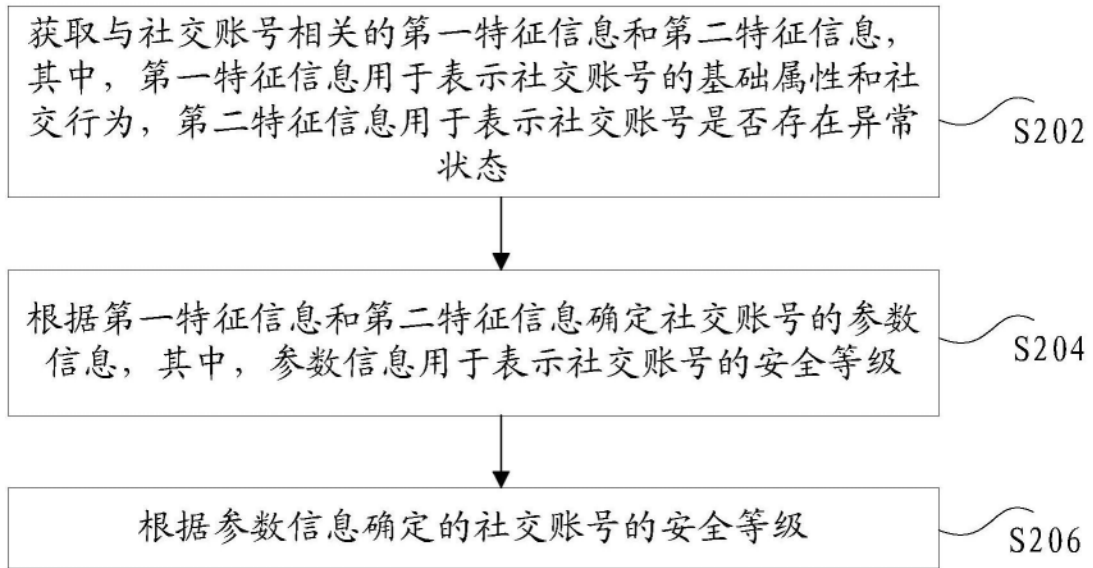 获取与社交账号相关的第一特征信息和第二特征信息，
其中，第一特征信息用于表示社交账号的基础属性和社
交行为，第二特征信息用于表示社交账号是否存在异常
状态
S202
根据第一特征信息和第二特征信息确定社交账号的参数
信息，其中，参数信息用于表示社交账号的安全等级
S204
根据参数信息确定的社交账号的安全等级
S206